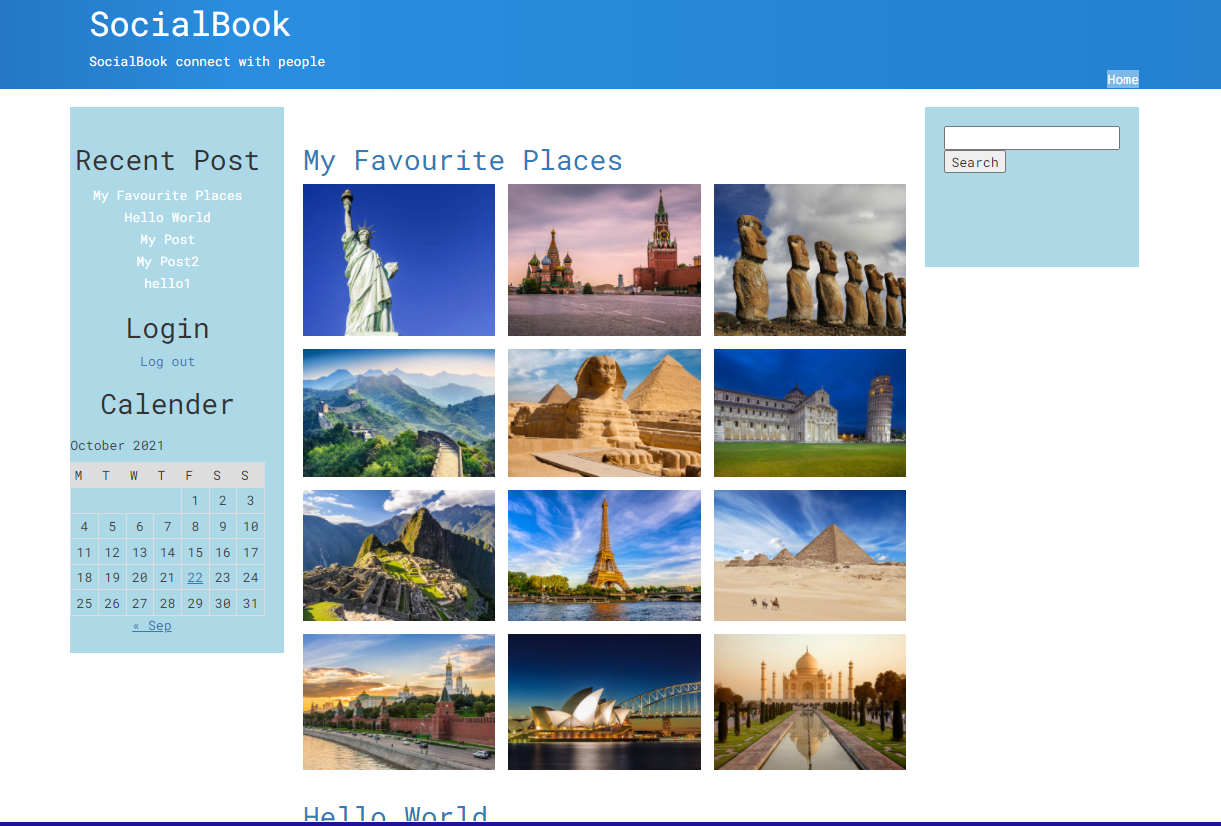 SocialBook
SocialBook connect with people
Home
Recent Post
My Favourite Places
Hello World
My Post
My Post2
hello1
Login
Log out
Calender
October 2021
M T W T F S S
1 2 3
4 5 6 7 8 9 10
11 12 13 14 15 16 17
18 19 20 21 22 23 24
25 26 27 28 29 30 31
« Sep
My Favourite Places
Hello World
Search